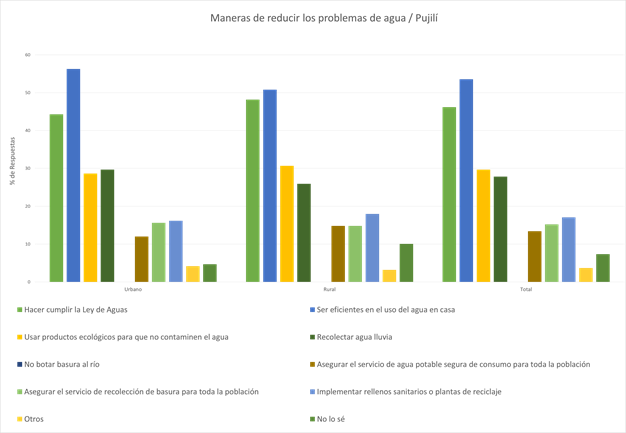 Maneras de reducir los problemas de agua / Pujilí
60
50
40
30
20
10
0
% de Respuestas
Urbano
Rural
Total
Hacer cumplir la Ley de Aguas
Ser eficientes en el uso del agua en casa
Usar productos ecológicos para que no contaminen el agua
Recolectar agua lluvia
No botar basura al río
Asegurar el servicio de agua potable segura de consumo para toda la población
Asegurar el servicio de recolección de basura para toda la población
Implementar rellenos sanitarios o plantas de reciclaje
Otros
No lo sé